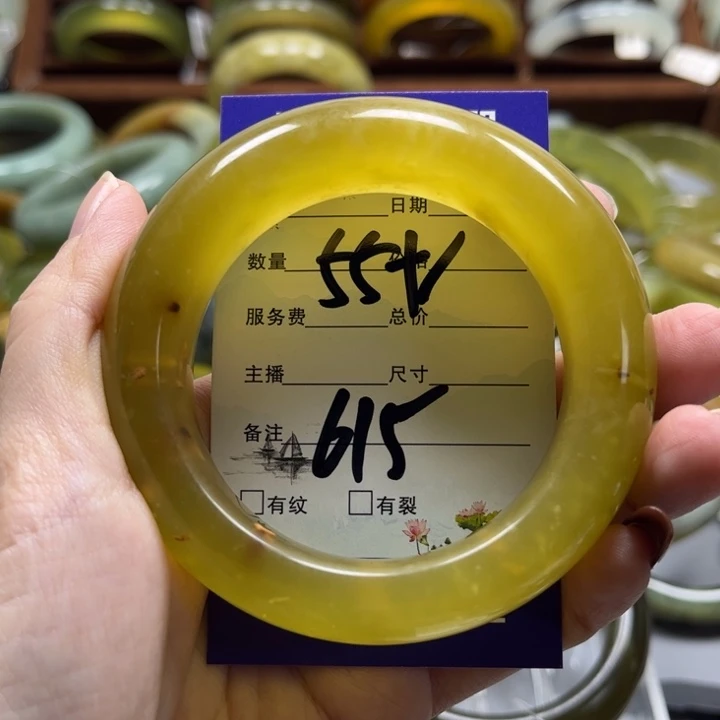 日期
数量 55+
服务费 总价
主播 尺寸
615
备注
有纹 有裂